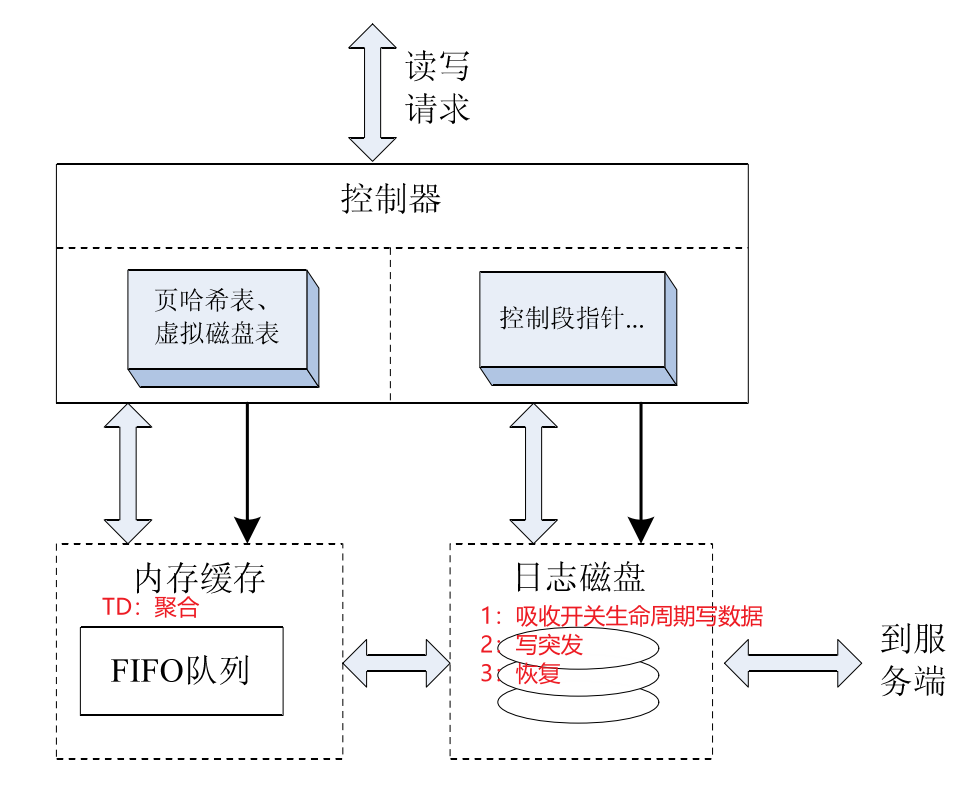 读写
请求
控制器
页哈希表、
虚拟磁盘表
控制段指针...
内存缓存
TD：聚合
FIFO队列
日志磁盘
1：吸收开关生命周期写数据
2：写突发
3：恢复
到服
务端